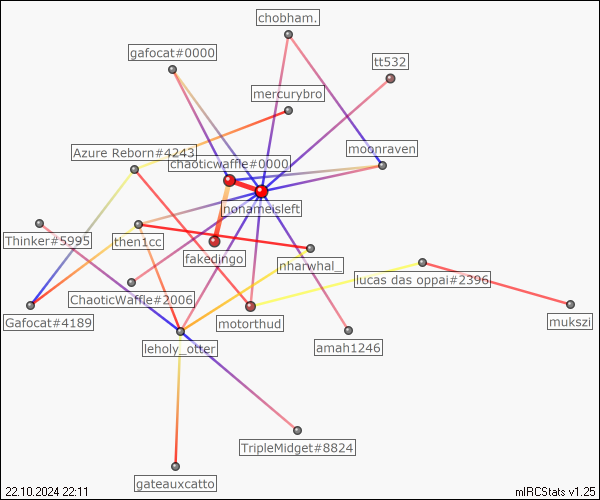 chobham.
gafocat#0000
tt532
mercurybro
moonraven
Azure Reborn#4243
chaoticwaffle#0000
nonameisleft
Thinker#5995
then1cc
fakedingo
nharwhal_
lucas das oppai#2396
ChaoticWaffle#2006
Gafocat#4189
motorthud
mukszi
leholy_otter
amah1246
TripleMidget#8824
gateauxcatto
22.10.2024 22:11
mIRCStats v1.25